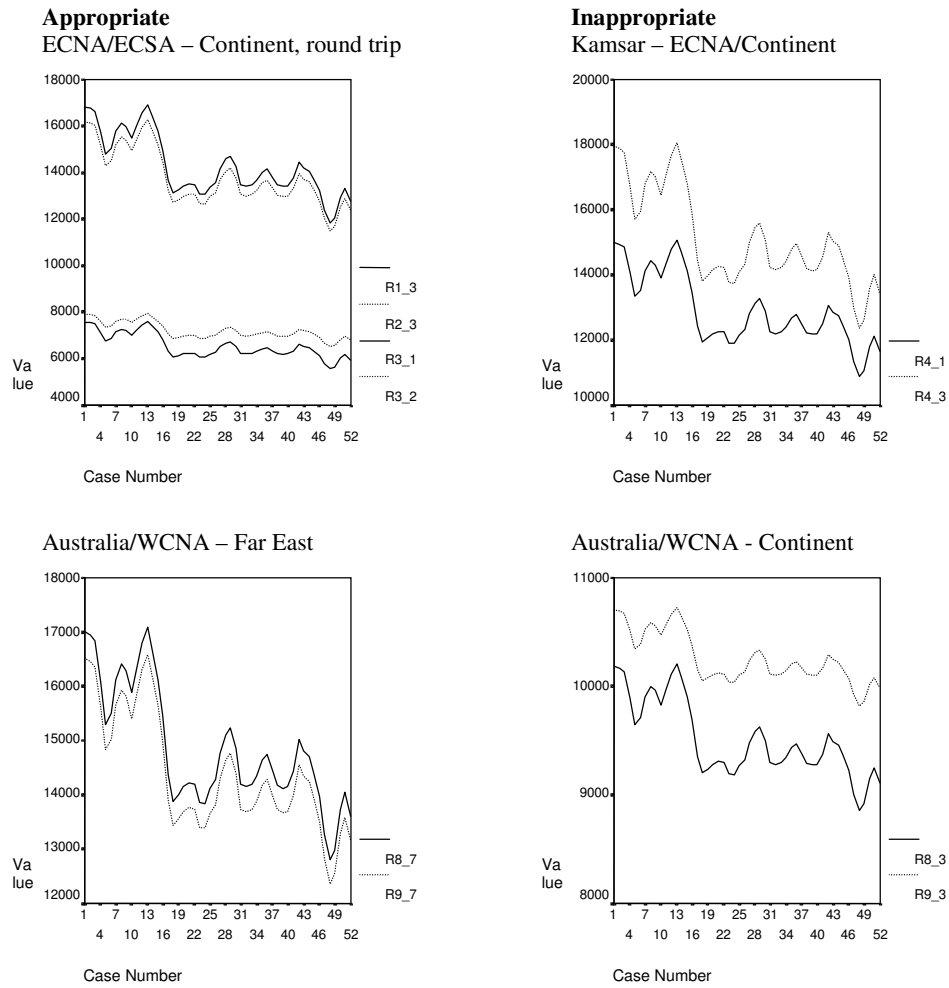 Appropriate
ECNA/ECSA – Continent, round trip
18000
16000
14000
12000
10000
8000
6000
4000
Va
lue
1 7 13 19 25 31 37 43 49
4 10 16 22 28 34 40 46 52
Case Number
R1_3
R2_3
R3_1
R3_2
Inappropriate
Kamsar – ECNA/Continent
20000
18000
16000
14000
12000
10000
Va
lue
1 7 13 19 25 31 37 43 49
4 10 16 22 28 34 40 46 52
Case Number
R4_1
R4_3
Australia/WCNA – Far East
18000
17000
16000
15000
14000
13000
12000
Va
lue
1 7 13 19 25 31 37 43 49
4 10 16 22 28 34 40 46 52
Case Number
R8_7
R9_7
Australia/WCNA - Continent
11000
10000
9000
8000
Va
lue
1 7 13 19 25 31 37 43 49
4 10 16 22 28 34 40 46 52
Case Number
R8_3
R9_3